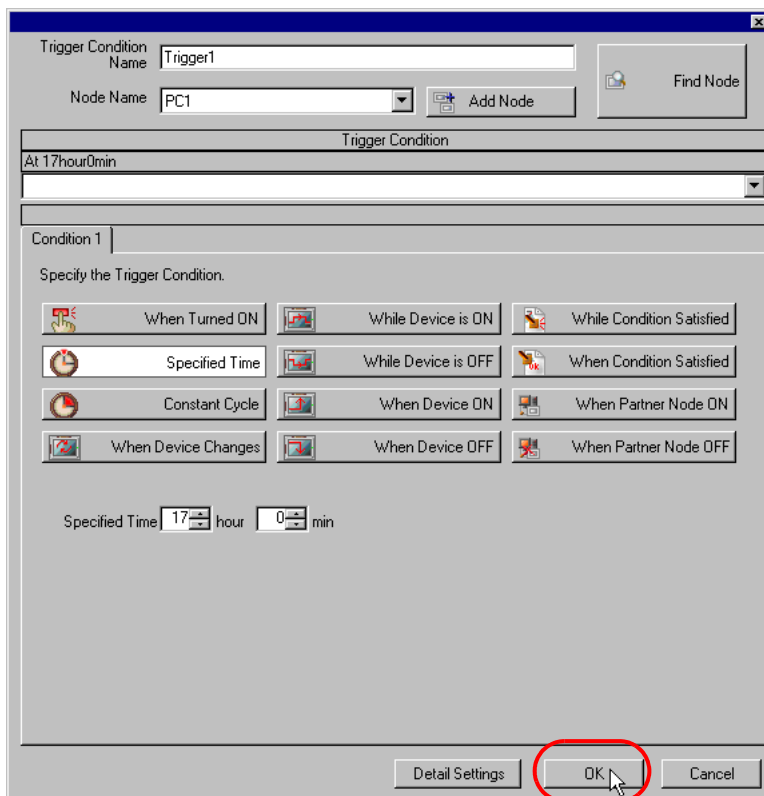 Trigger Condition Name Trigger1
Find Node
Node Name PC1 Add Node
Trigger Condition
At 17hour0min
Condition 1
Specify the Trigger Condition.
When Turned ON While Device is ON While Condition Satisfied
Specified Time While Device is OFF When Condition Satisfied
Constant Cycle When Device ON When Partner Node ON
When Device Changes When Device OFF When Partner Node OFF
Specified Time 17 hour 0 min
Detail Settings OK Cancel